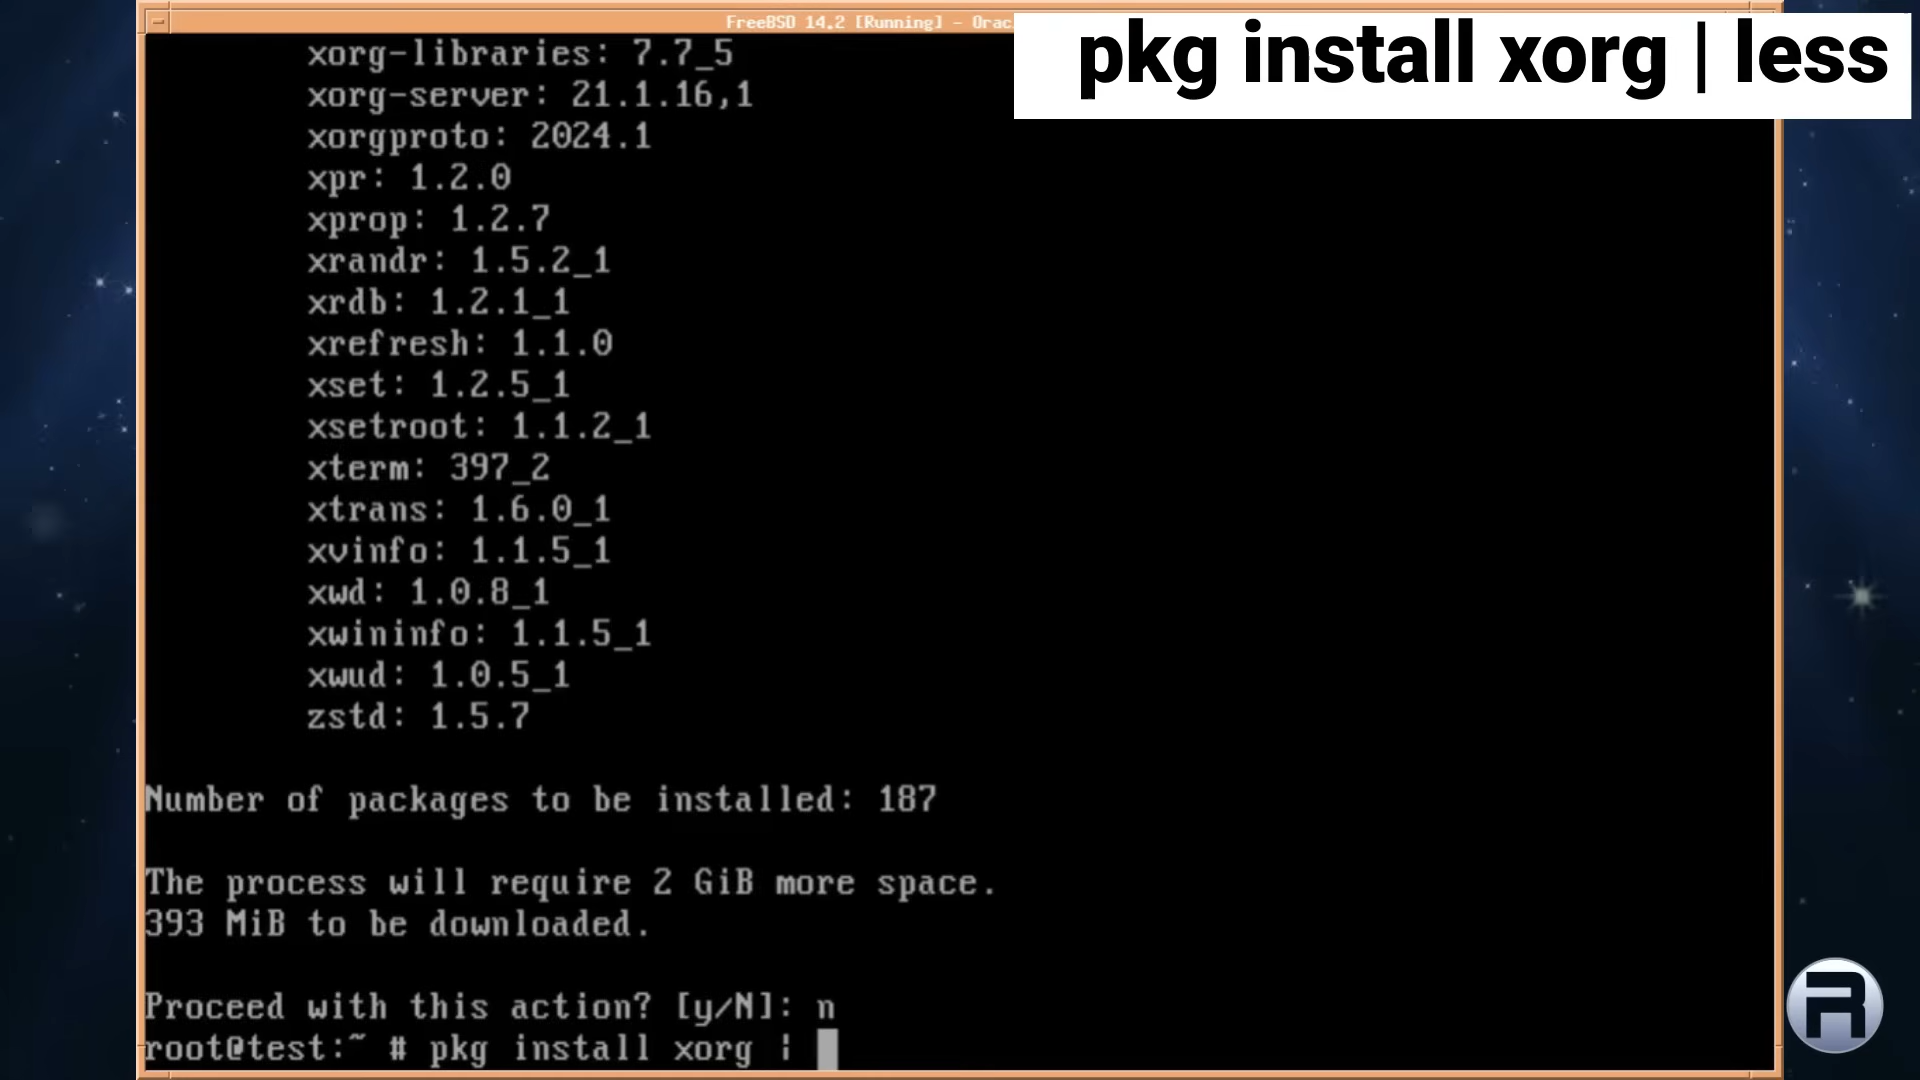 FreeBSD 14.2 [Running] - Orac
pkg install xorg | less
xorg-libraries: 7.7_5
xorg-server: 21.1.16,1
xorgproto: 2024.1
xpr: 1.2.0
xprop: 1.2.7
xrandr: 1.5.2_1
xrdb: 1.2.1_1
xrefresh: 1.1.0
xset: 1.2.5_1
xsetroot: 1.1.2_1
xterm: 397_2
xtrans: 1.6.0_1
xvinfo: 1.1.5_1
xwd: 1.0.8_1
xwininfo: 1.1.5_1
xwud: 1.0.5_1
zstd: 1.5.7
Number of packages to be installed: 187
The process will require 2 GiB more space.
393 MiB to be downloaded.
Proceed with this action? [y/N]: n
root@test:~ # pkg install xorg |
R